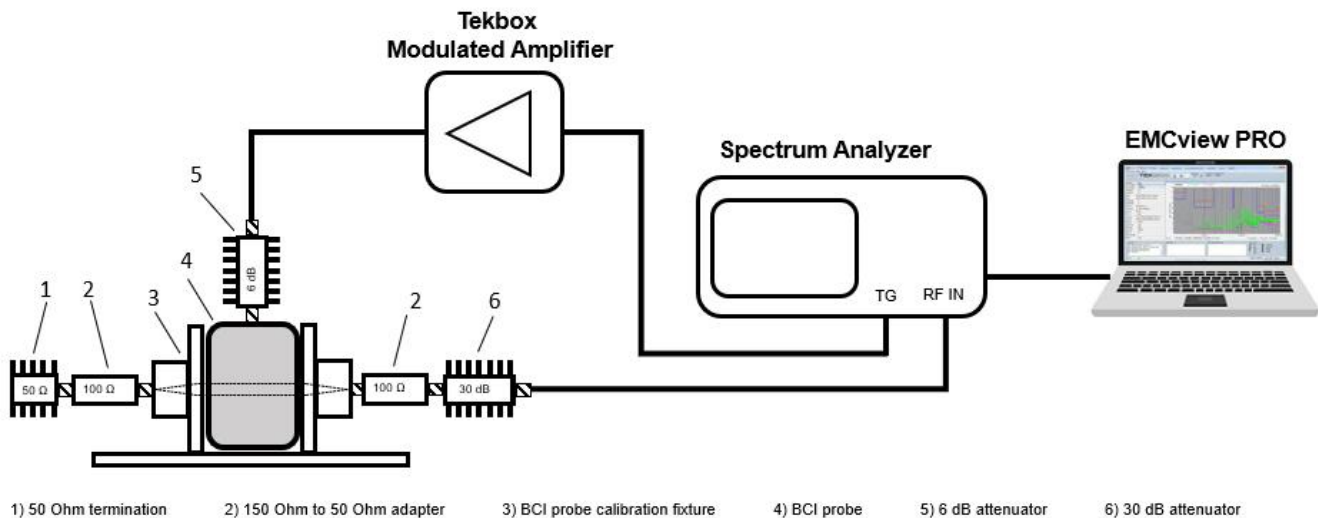 Tekbox
Modulated Amplifier
Spectrum Analyzer
EMCview PRO
5
4
6 dB
1
2
3
2
6
TG
RF IN
50 Ω
100 Ω
100 Ω
30 dB
1) 50 Ohm termination
2) 150 Ohm to 50 Ohm adapter
3) BCI probe calibration fixture
4) BCI probe
5) 6 dB attenuator
6) 30 dB attenuator